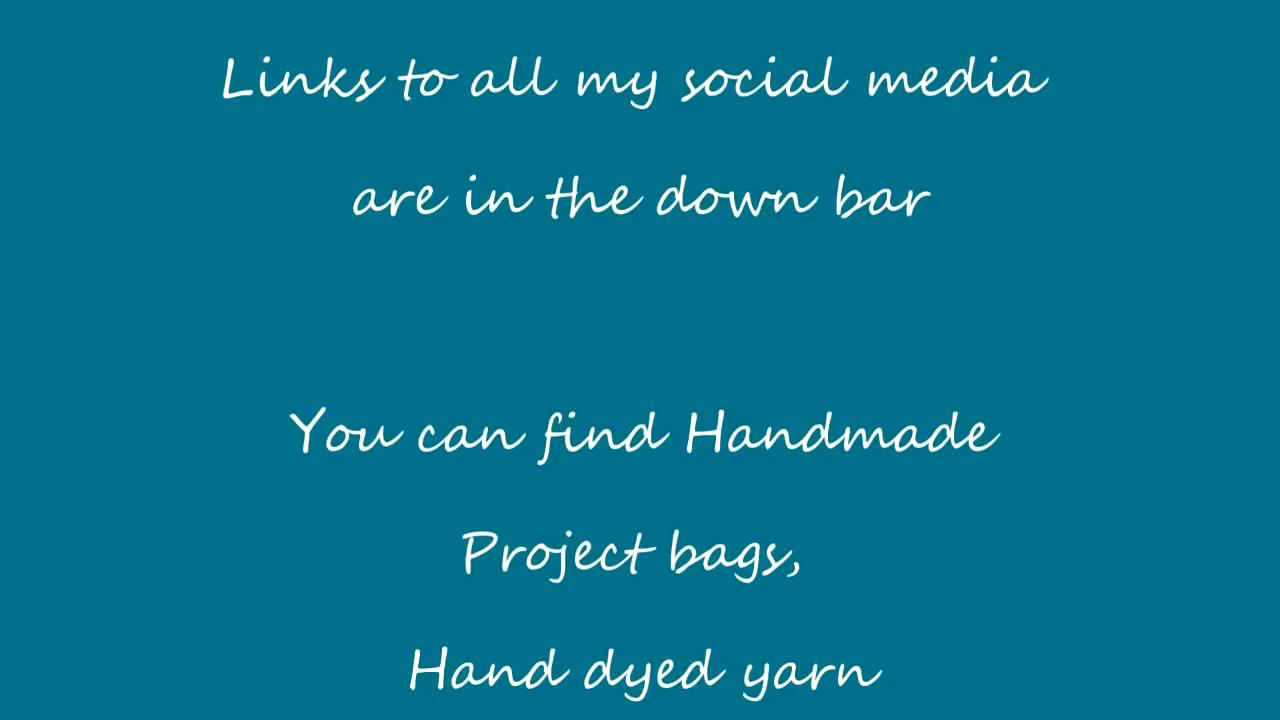 Links to all my social media
are in the down bar
You can find Handmade
Project bags,
Hand dyed yarn